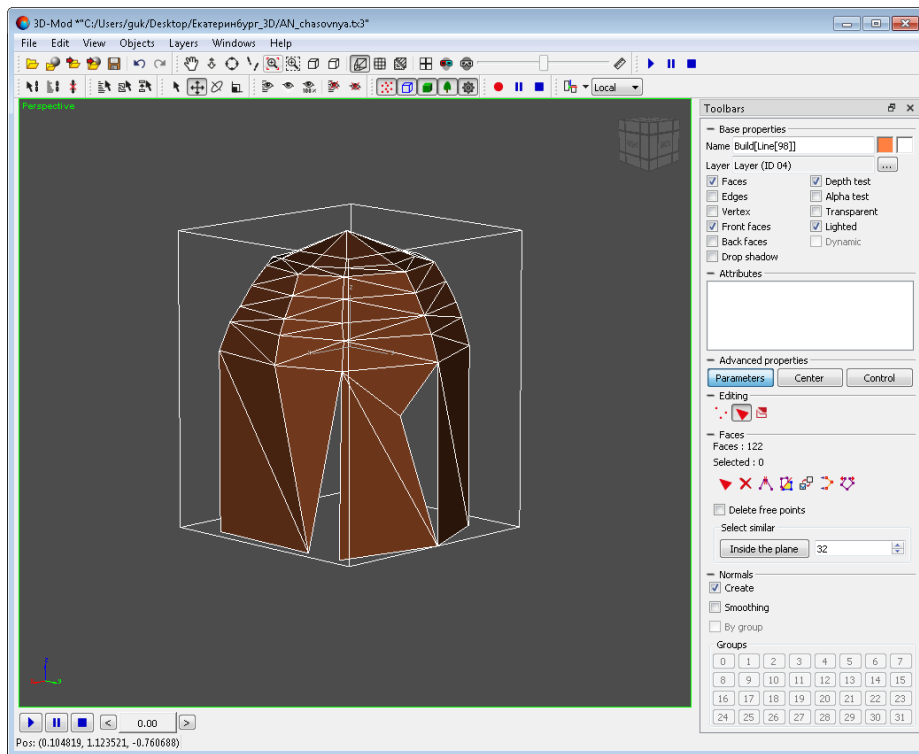 3D-Mod *"C:/Users/guk/Desktop/Екатеринбург_3D/AN_chasovnya.tx3"
File Edit View Objects Layers Windows Help
Local
Perspective
Toolbars
Base properties
Name Build[Line[98]]
Layer Layer (ID 04) ...
Faces Depth test
Edges Alpha test
Vertex Transparent
Front faces Lighted
Back faces Dynamic
Drop shadow
Attributes
Advanced properties
Parameters Center Control
Editing
Faces
Faces : 122
Selected : 0
Delete free points
Select similar
Inside the plane 32
Normals
Create
Smoothing
By group
Groups
0 1 2 3 4 5 6 7
8 9 10 11 12 13 14 15
16 17 18 19 20 21 22 23
24 25 26 27 28 29 30 31
< 0.00 >
Pos: (0.104819, 1.123521, -0.760688)